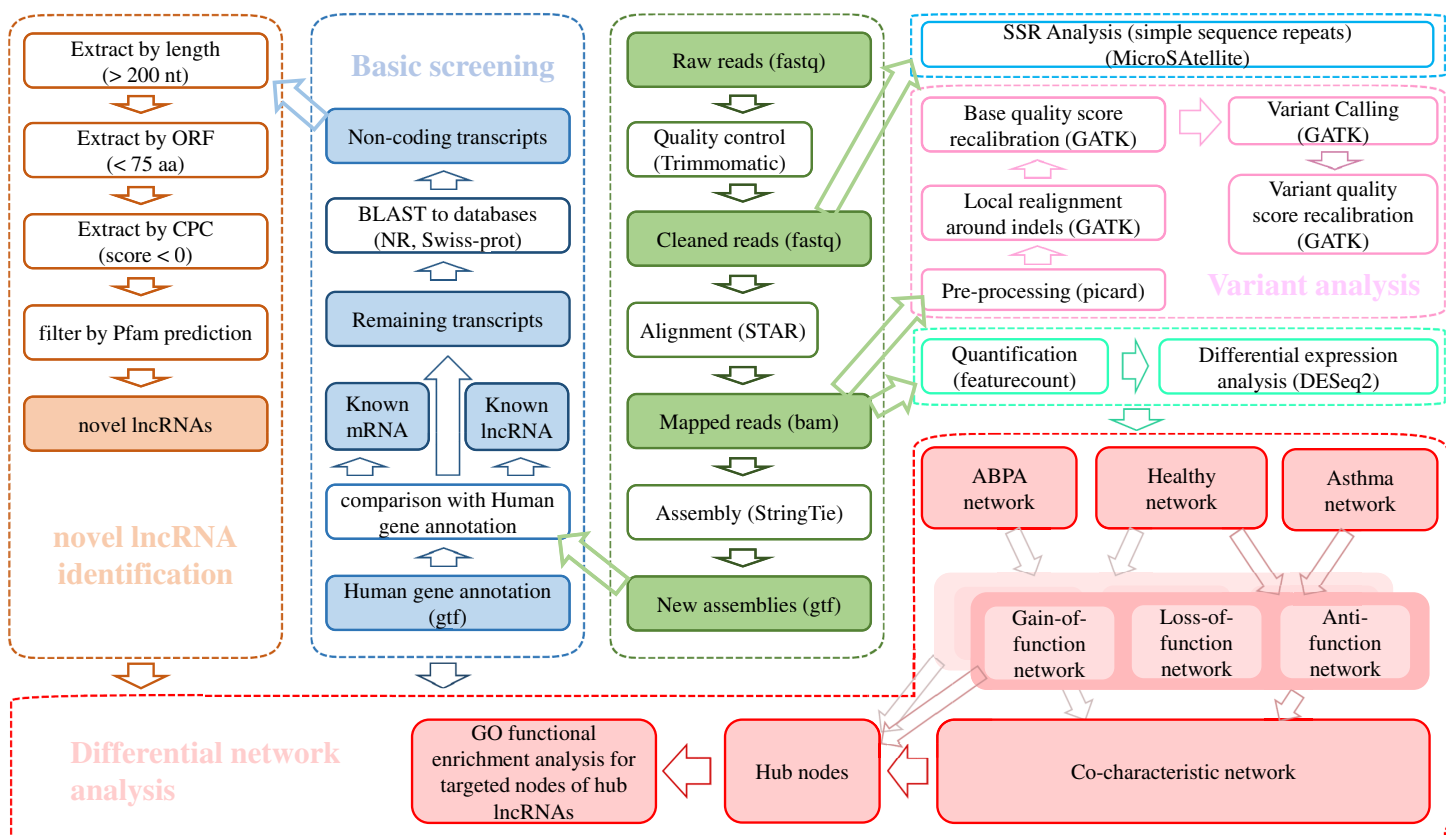 Extract by length
(> 200 nt)
Extract by ORF
(< 75 aa)
Extract by CPC
(score < 0)
filter by Pfam prediction
novel lncRNAs
novel lncRNA
identification
Basic screening
Non-coding transcripts
BLAST to databases
(NR, Swiss-prot)
Remaining transcripts
Known
mRNA
Known
lncRNA
comparison with Human
gene annotation
Human gene annotation
(gtf)
Raw reads (fastq)
Quality control
(Trimmomatic)
Cleaned reads (fastq)
Alignment (STAR)
Mapped reads (bam)
Assembly (StringTie)
New assemblies (gtf)
SSR Analysis (simple sequence repeats)
(MicroSAtellite)
Base quality score
recalibration (GATK)
Variant Calling
(GATK)
Local realignment
around indels (GATK)
Variant quality
score recalibration
(GATK)
Pre-processing (picard)
Variant analysis
Quantification
(featurecount)
Differential expression
analysis (DESeq2)
ABPA
network
Healthy
network
Asthma
network
Gain-of-
function
network
Loss-of-
function
network
Anti-
function
network
Differential network
analysis
GO functional
enrichment analysis for
targeted nodes of hub
lncRNAs
Hub nodes
Co-characteristic network